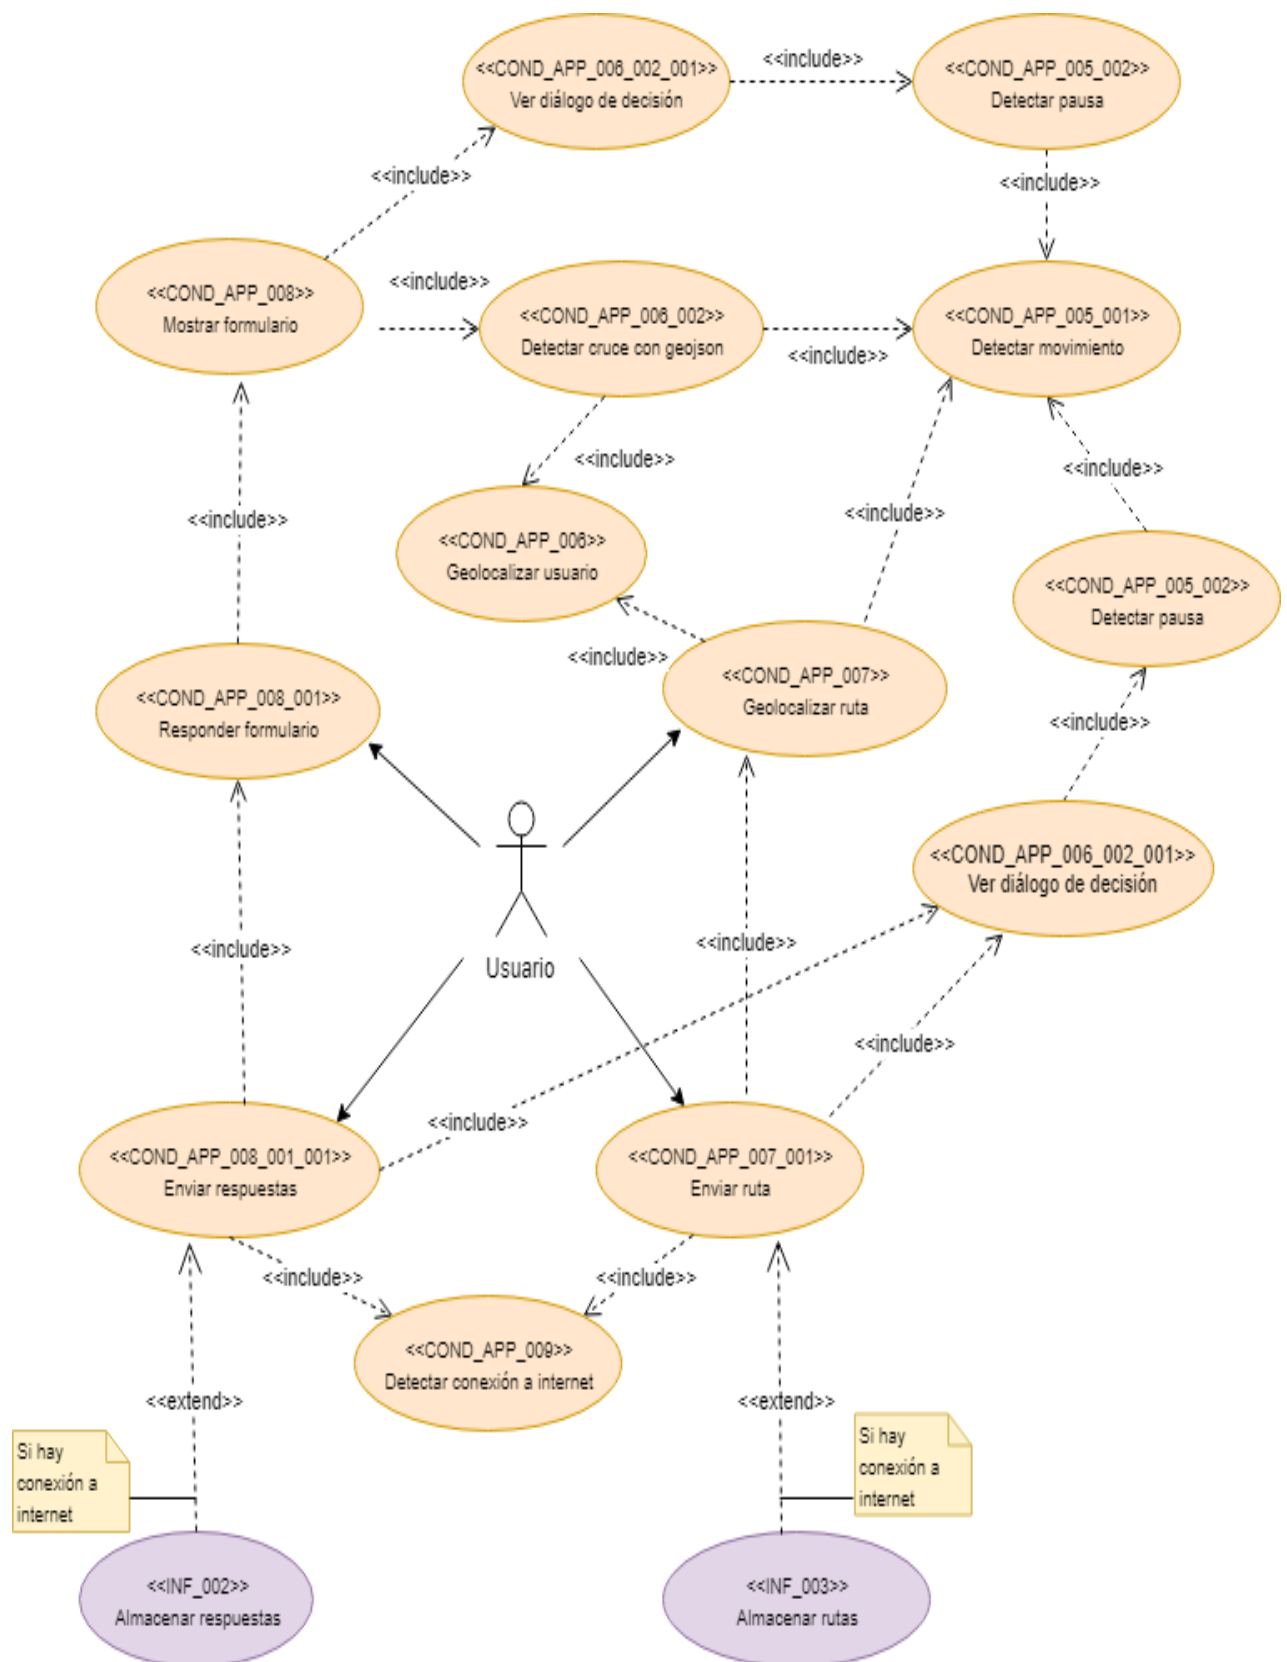 <<COND_APP_006_002_001>>
Ver diálogo de decisión
<<include>>
<<COND_APP_005_002>>
Detectar pausa
<<include>>
<<include>>
<<COND_APP_008>>
Mostrar formulario
<<include>>
<<COND_APP_006_002>>
Detectar cruce con geojson
<<include>>
<<COND_APP_005_001>>
Detectar movimiento
<<include>>
<<include>>
<<include>>
<<include>>
<<COND_APP_006>>
Geolocalizar usuario
<<COND_APP_005_002>>
Detectar pausa
<<include>>
<<COND_APP_007>>
Geolocalizar ruta
<<COND_APP_008_001>>
Responder formulario
<<include>>
<<COND_APP_006_002_001>>
Ver diálogo de decisión
Usuario
<<include>>
<<include>>
<<include>>
<<include>>
<<COND_APP_008_001_001>>
Enviar respuestas
<<COND_APP_007_001>>
Enviar ruta
<<include>>
<<include>>
<<COND_APP_009>>
Detectar conexión a internet
<<extend>>
<<extend>>
Si hay
conexión a
internet
Si hay
conexión a
internet
<<INF_002>>
Almacenar respuestas
<<INF_003>>
Almacenar rutas